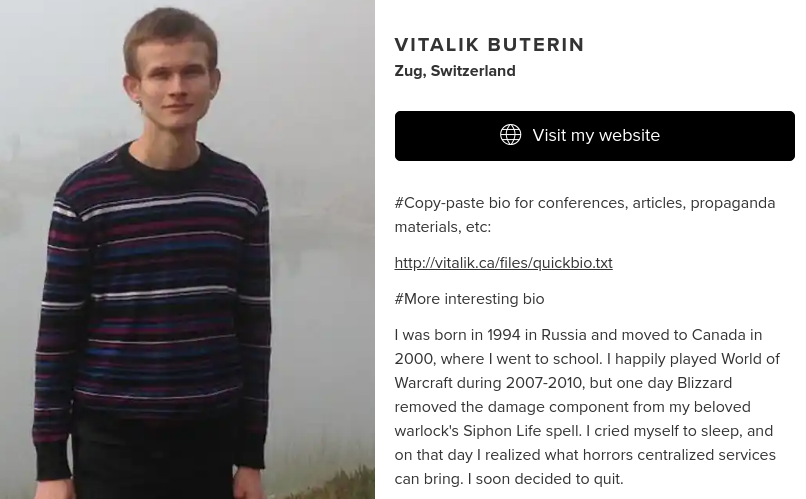 VITALIK BUTERIN
Zug, Switzerland
Visit my website
#Copy-paste bio for conferences, articles, propaganda
materials, etc:
http://vitalik.ca/files/quickbio.txt
#More interesting bio
I was born in 1994 in Russia and moved to Canada in
2000, where I went to school. I happily played World of
Warcraft during 2007-2010, but one day Blizzard
removed the damage component from my beloved
warlock's Siphon Life spell. I cried myself to sleep, and
on that day I realized what horrors centralized services
can bring. I soon decided to quit.